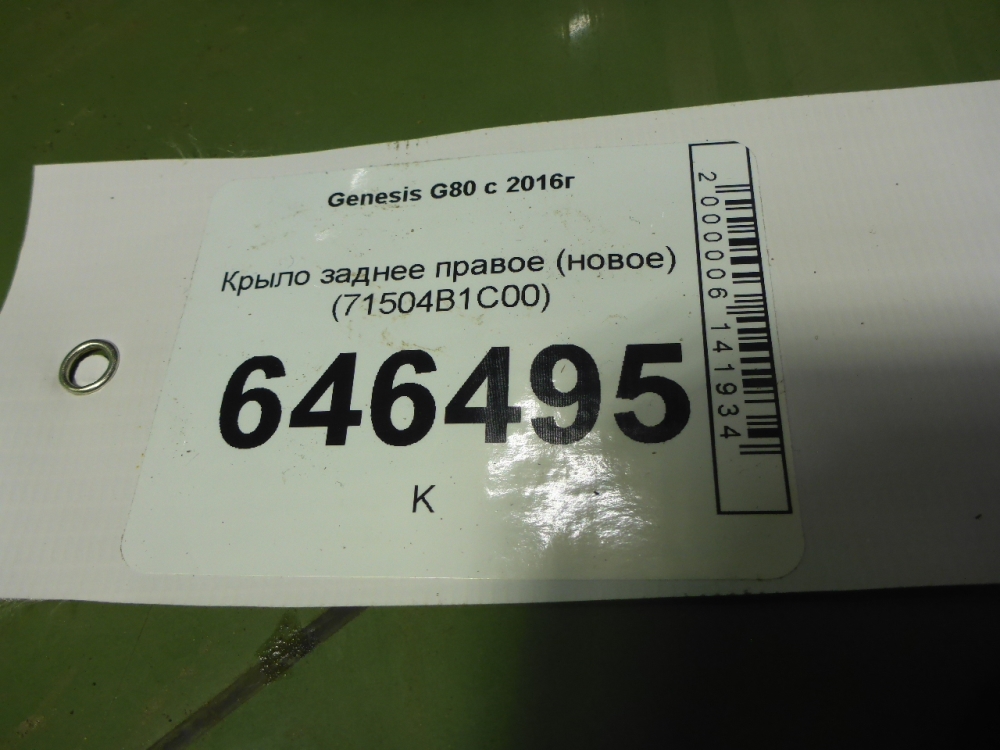 Genesis G80 с 2016г
Крыло заднее правое (новое)
(71504B1C00)
646495
К
2000006141934